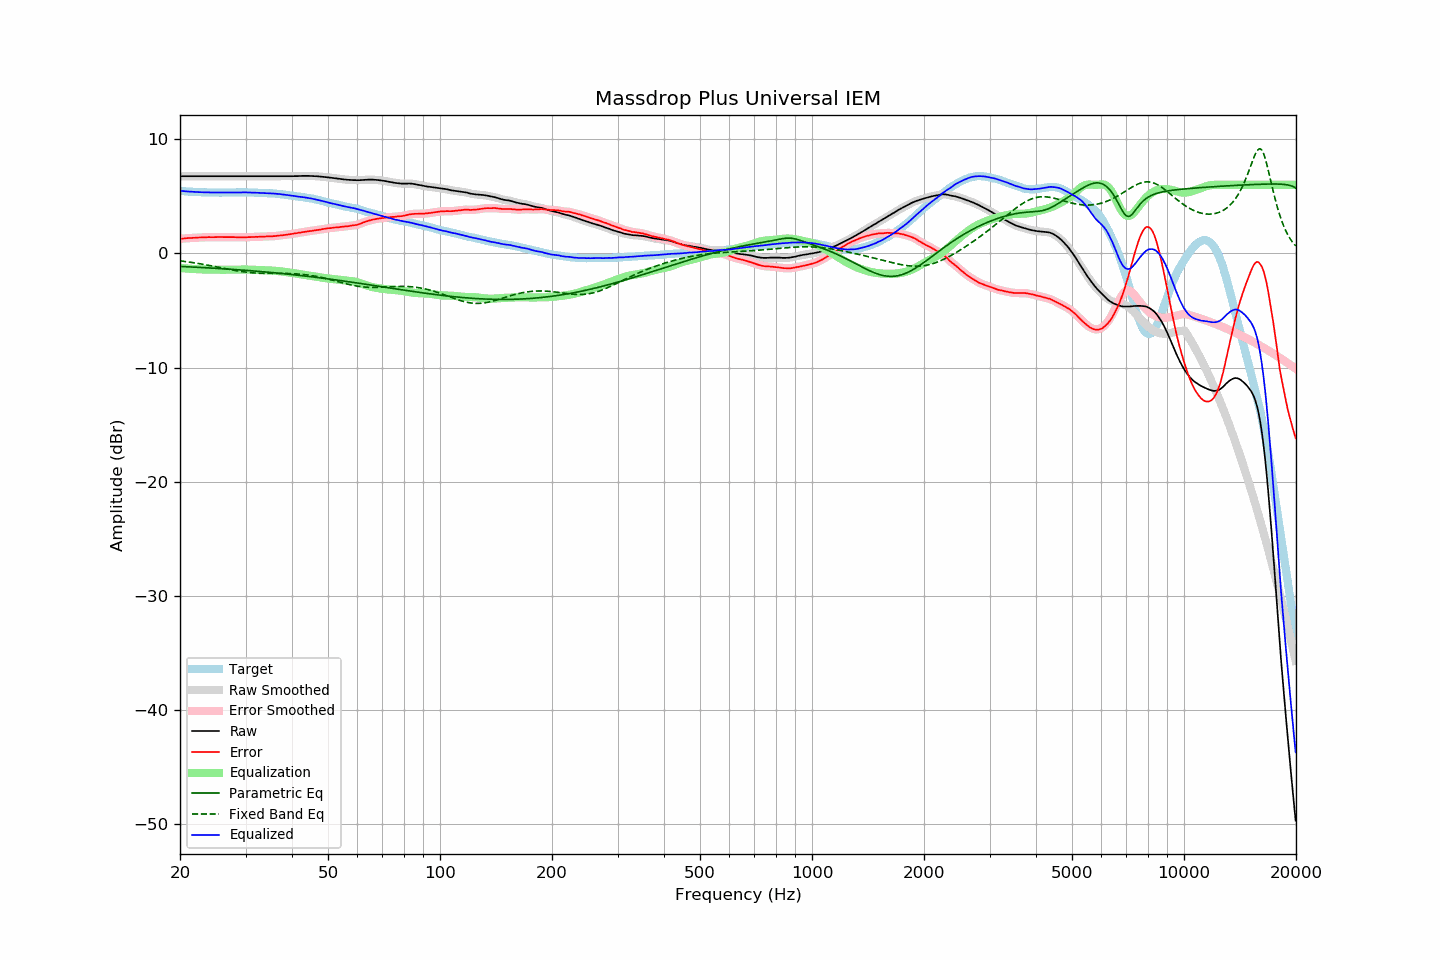 Massdrop Plus Universal IEM
10
0
−10
−20
−30
−40
−50
Amplitude (dBr)
Target
Raw Smoothed
Error Smoothed
Raw
Error
Equalization
Parametric Eq
Fixed Band Eq
Equalized
20 50 100 200 500 1000 2000 5000 10000 20000
Frequency (Hz)